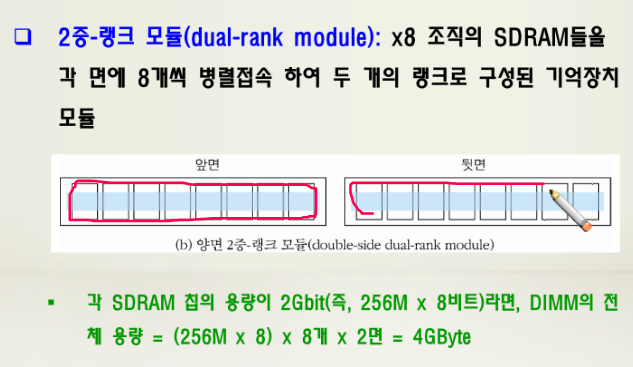 2중-랭크 모듈(dual-rank module): x8 조직의 SDRAM들을
각 면에 8개씩 병렬접속 하여 두 개의 랭크로 구성된 기억장치
모듈
앞면 뒷면
(b) 양면 2중-랭크 모듈(double-side dual-rank module)
각 SDRAM 칩의 용량이 2Gbit(즉, 256M x 8비트)라면, DIMM의 전
체 용량 = (256M x 8) x 8개 x 2면 = 4GByte